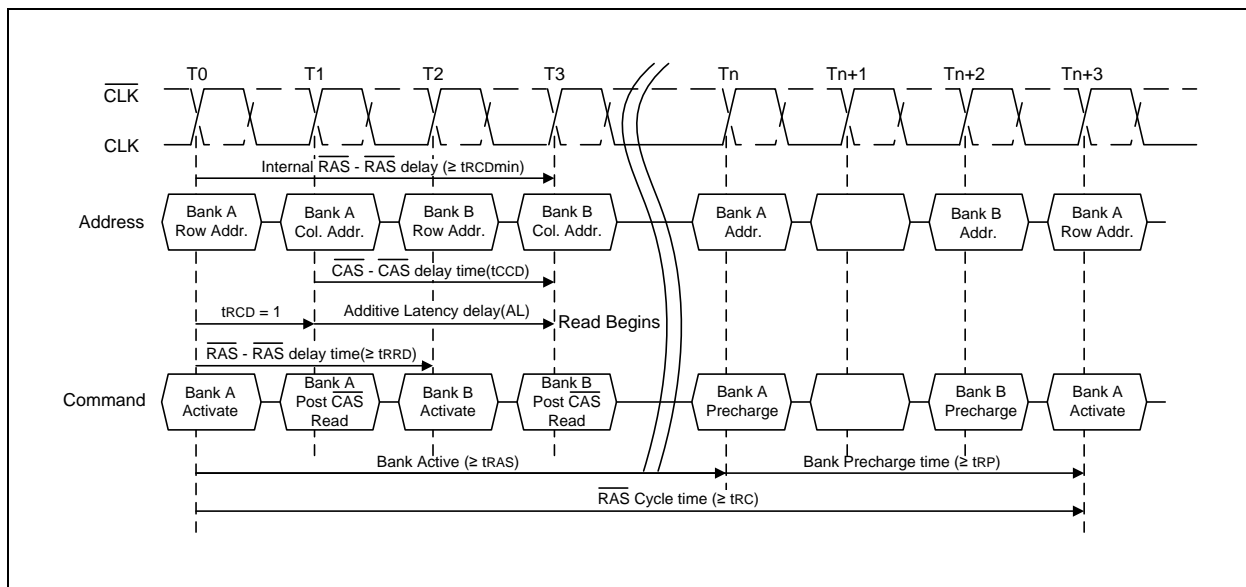 T0 T1 T2 T3 Tn Tn+1 Tn+2 Tn+3
CLK
CLK
Internal RAS - RAS delay (≥ tRCDmin)
Address
Bank A
Row Addr.
Bank A
Col. Addr.
Bank B
Row Addr.
Bank B
Col. Addr.
Bank A
Addr.
Bank B
Addr.
Bank A
Row Addr.
CAS - CAS delay time(tCCD)
tRCD = 1
Additive Latency delay(AL)
Read Begins
RAS - RAS delay time(≥ tRRD)
Command
Bank A
Activate
Bank A
Post CAS
Read
Bank B
Activate
Bank B
Post CAS
Read
Bank A
Precharge
Bank B
Precharge
Bank A
Activate
Bank Active (≥ tRAS)
Bank Precharge time (≥ tRP)
RAS Cycle time (≥ tRC)